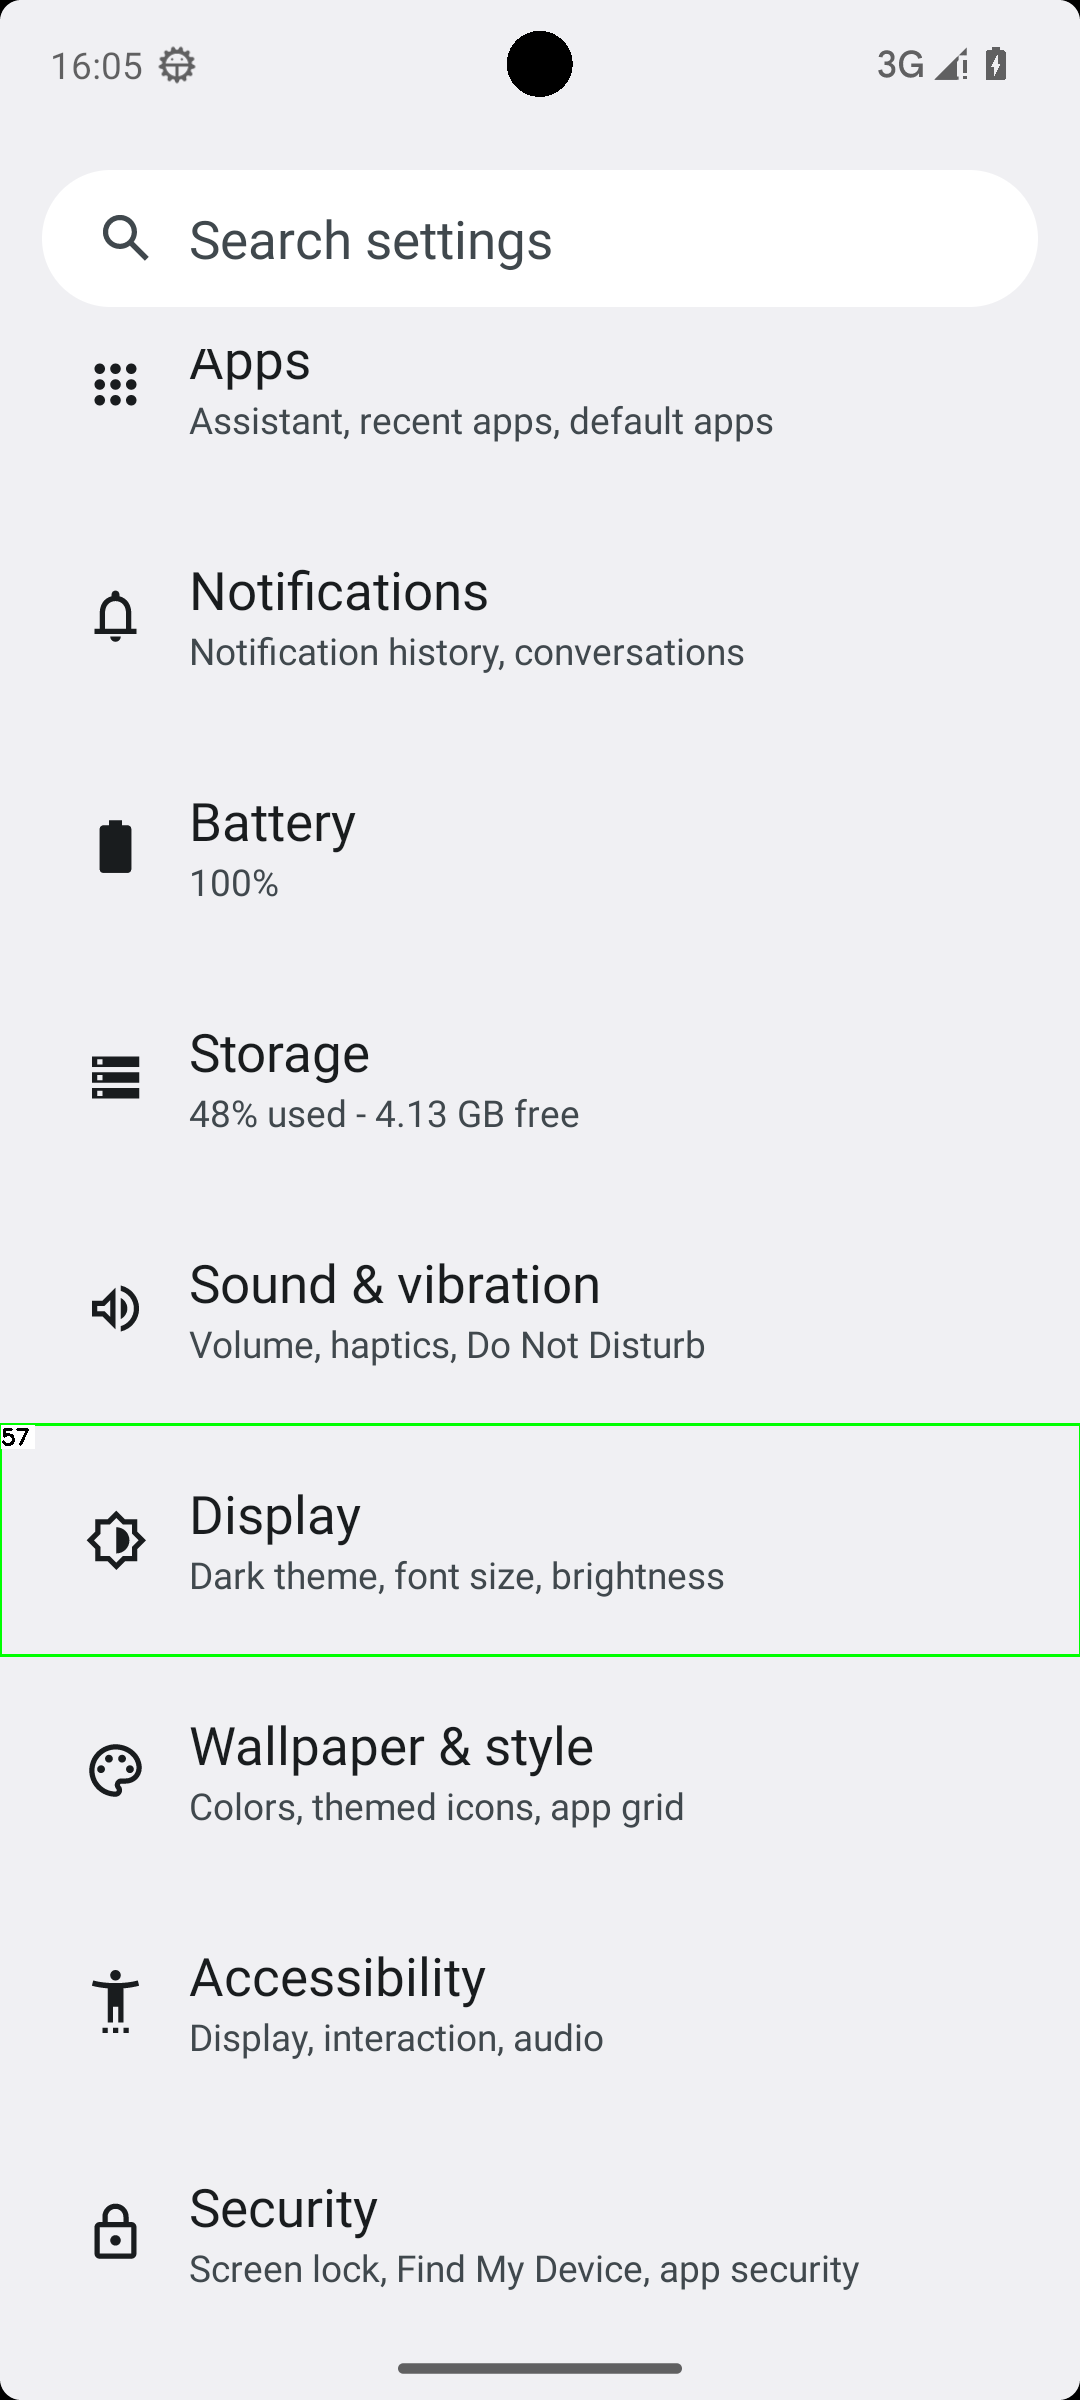 16:05
3G
Search settings
Apps
Assistant, recent apps, default apps
Notifications
Notification history, conversations
Battery
100%
Storage
48% used - 4.13 GB free
Sound & vibration
Volume, haptics, Do Not Disturb
57
Display
Dark theme, font size, brightness
Wallpaper & style
Colors, themed icons, app grid
Accessibility
Display, interaction, audio
Security
Screen lock, Find My Device, app security